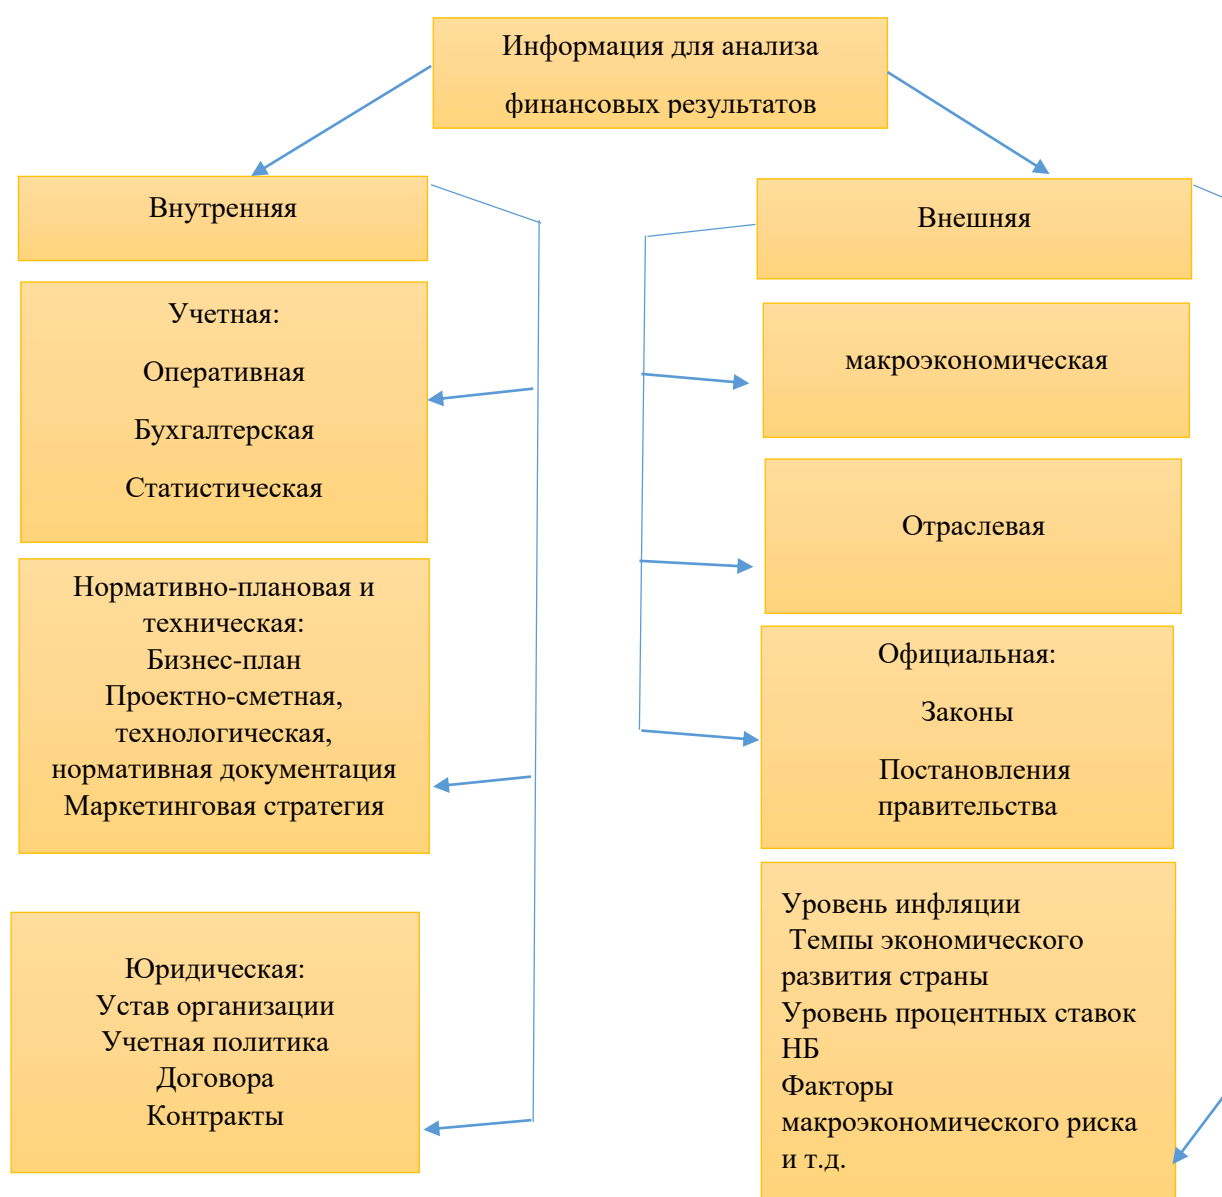 Информация для анализа
финансовых результатов
Внутренняя
Учетная:
Оперативная
Бухгалтерская
Статистическая
Нормативно-плановая и
техническая:
Бизнес-план
Проектно-сметная,
технологическая,
нормативная документация
Маркетинговая стратегия
Юридическая:
Устав организации
Учетная политика
Договора
Контракты
Внешняя
макроэкономическая
Отраслевая
Официальная:
Законы
Постановления
правительства
Уровень инфляции
Темпы экономического
развития страны
Уровень процентных ставок
НБ
Факторы
макроэкономического риска
и т.д.